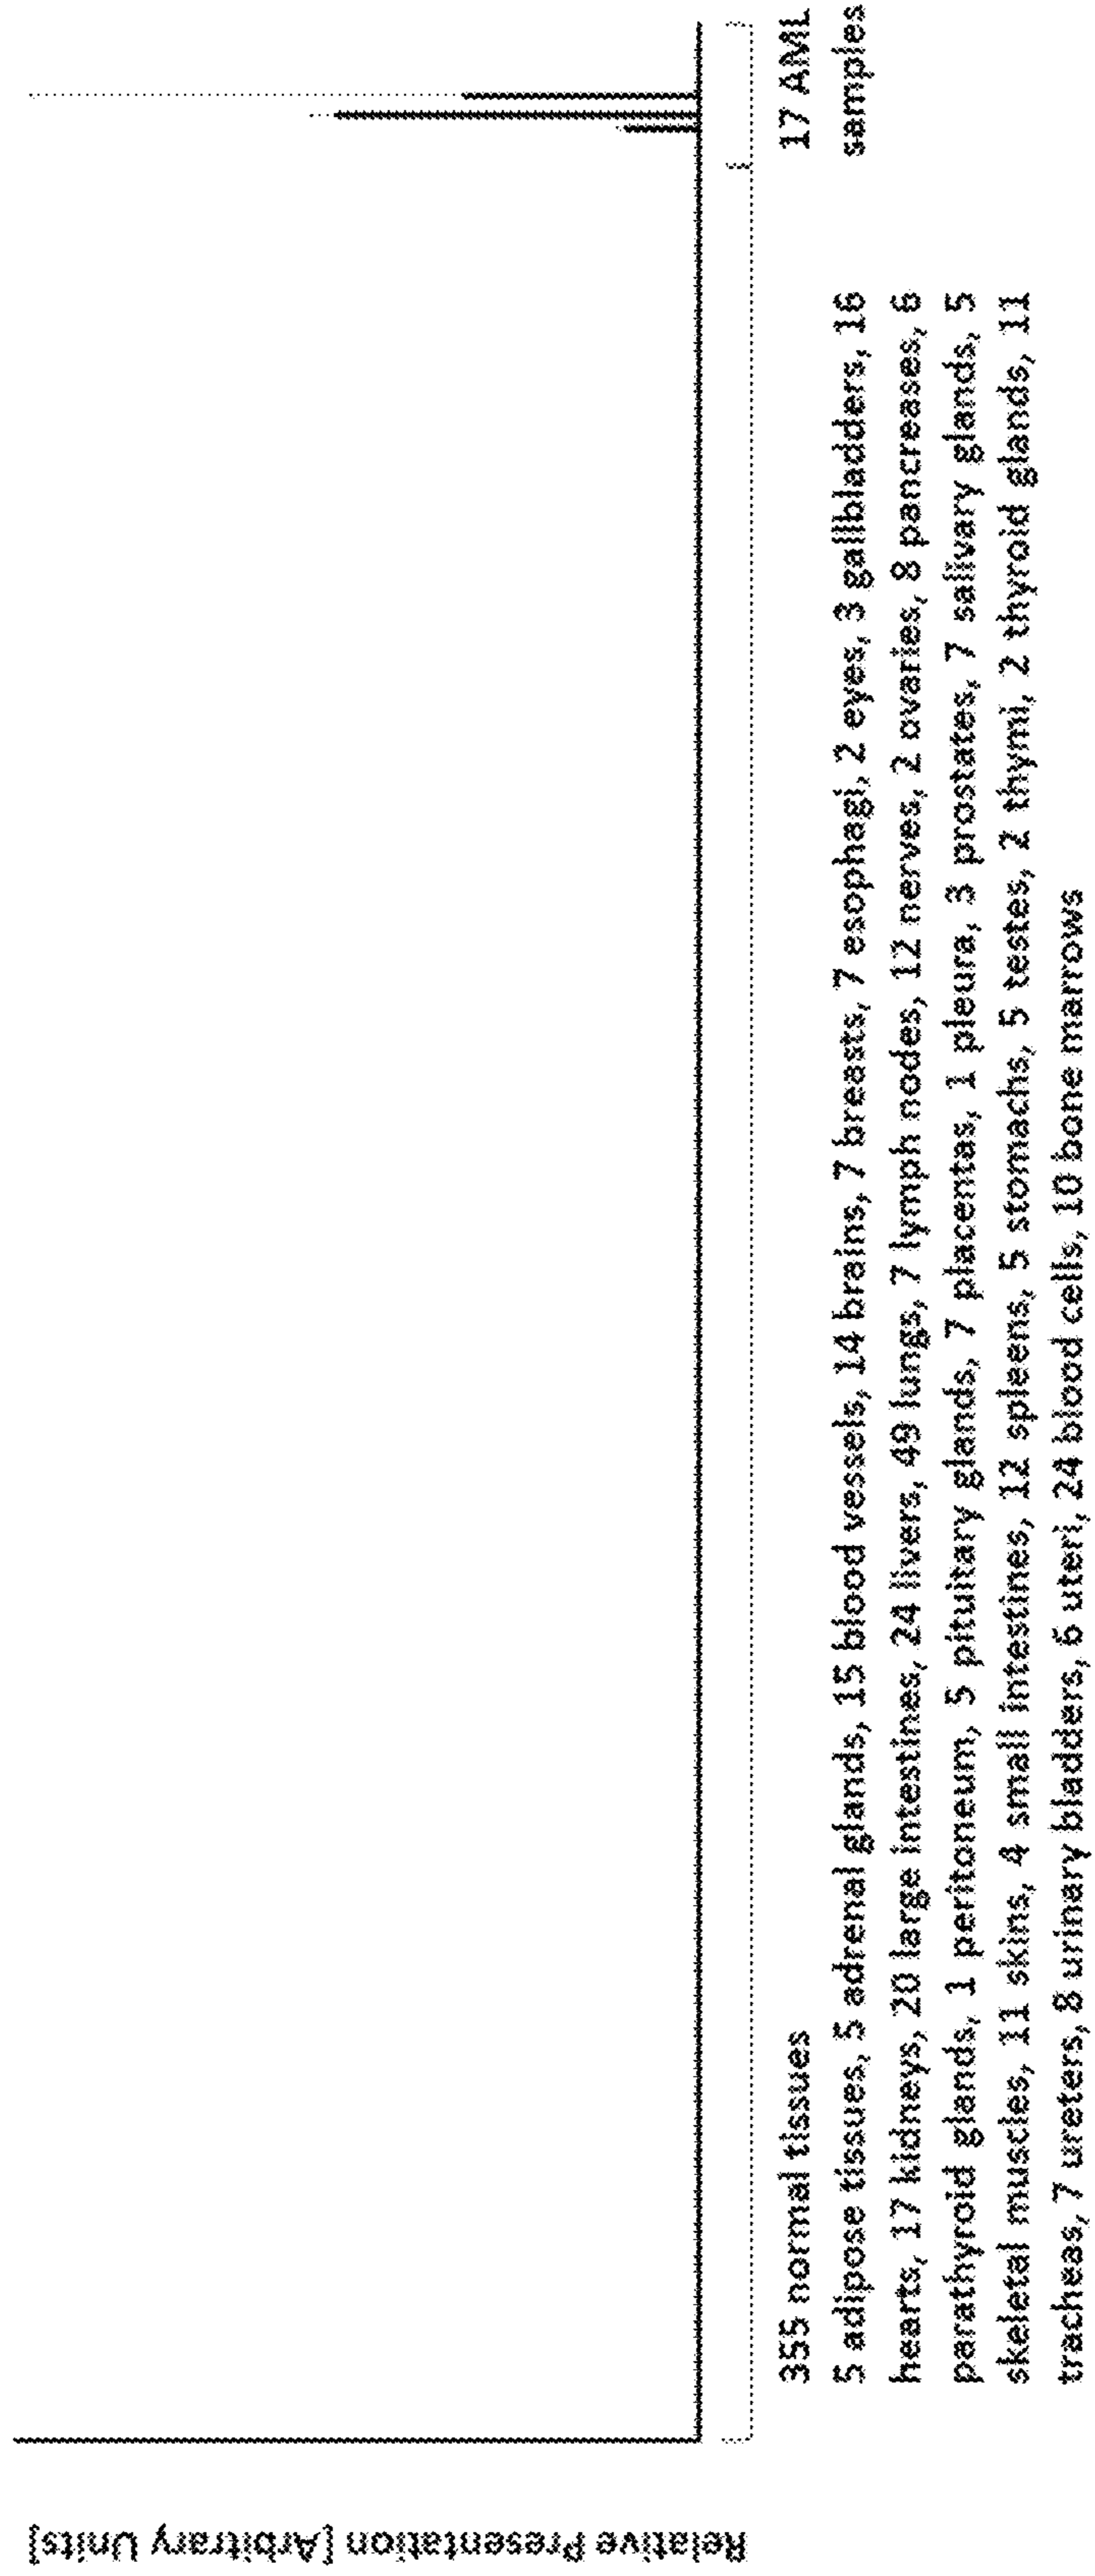 Relative Presentation [Arbitrary Units]
355 normal tissues
5 adipose tissues, 5 adrenal glands, 15 blood vessels, 14 brains, 7 breasts, 7 esophagi, 2 eyes, 3 gallbladders, 16
hearts, 17 kidneys, 20 large intestines, 24 livers, 49 lungs, 7 lymph nodes, 12 nerves, 2 ovaries, 8 pancreases, 6
parathyroid glands, 1 peritoneum, 5 pituitary glands, 7 placentas, 1 pleura, 3 prostates, 7 salivary glands, 5
skeletal muscles, 11 skins, 4 small intestines, 12 spleens, 5 stomachs, 5 testes, 2 thymi, 2 thyroid glands, 11
tracheas, 7 ureters, 8 urinary bladders, 6 uteri, 24 blood cells, 10 bone marrows
17 AML
samples